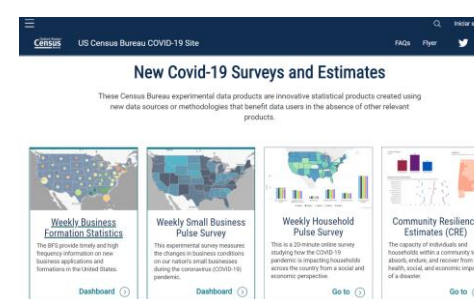 Iniciar
Census
US Census Bureau COVID-19 Site
FAQs Flyer
New Covid-19 Surveys and Estimates
These Census Bureau experimental data products are innovative statistical products created using
new data sources or methodologies that benefit data users in the absence of other relevant
products.
Weekly Business
Formation Statistics
The BFS provide timely and high
frequency information on new
business applications and
formations in the United States.
Dashboard
Weekly Small Business
Pulse Survey
This experimental survey measures
the changes in business conditions
on our nation's small businesses
during the coronavirus (COVID-19)
pandemic.
Dashboard
Weekly Household
Pulse Survey
This is a 20-minute online survey
studying how the COVID-19
pandemic is impacting households
across the country from a social and
economic perspective.
Go to
Community Resilience
Estimates (CRE)
The capacity of individuals and
households within a community to
absorb, endure, and recover from
health, social, and economic impa
of a disaster.
Go to